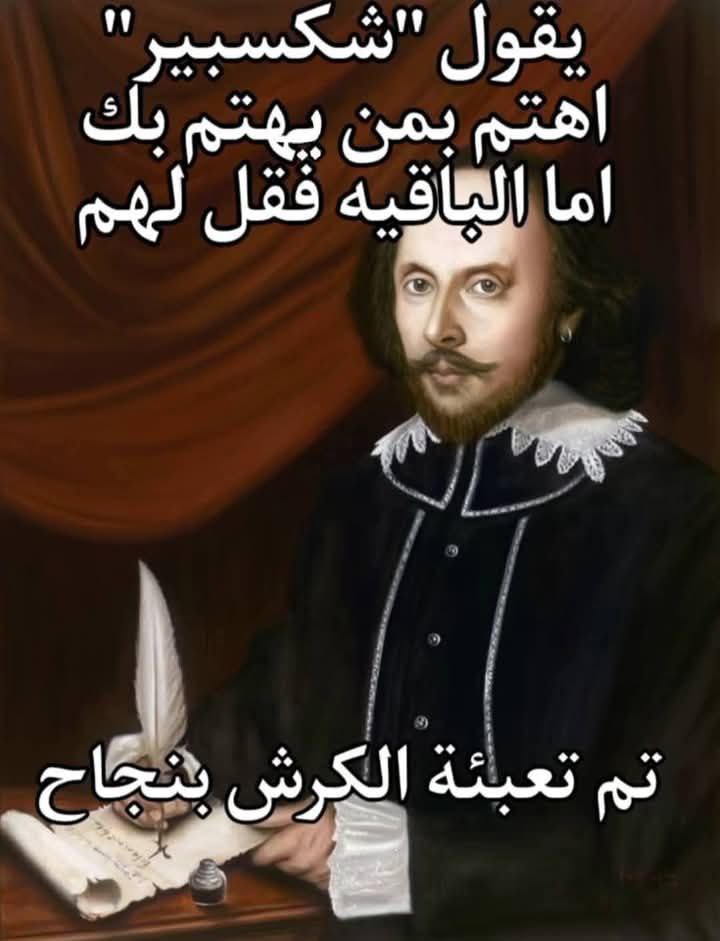 يقول "شكسبير"
اهتم بمن يهتم بك
اما الباقيه فقل لهم
تم تعبئة الكرش بنجاح